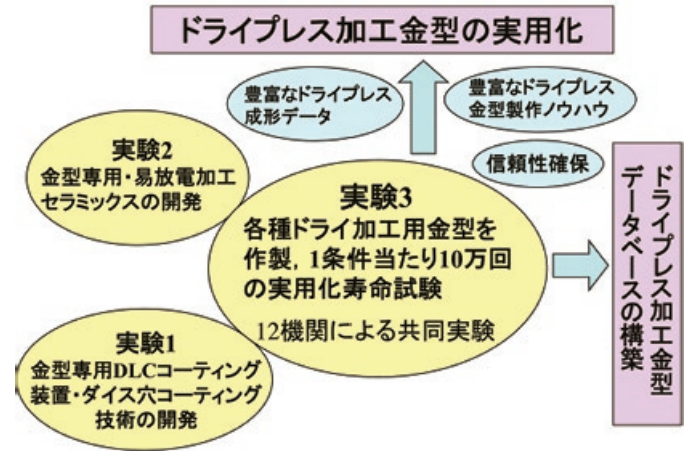 ドライプレス加工金型の実用化
豊富なドライプレス
成形データ
豊富なドライプレス
金型製作ノウハウ
信頼性確保
実験2
金型専用・易放電加工
セラミックスの開発
実験3
各種ドライ加工用金型を
作製，1条件当たり10万回
の実用化寿命試験
12機関による共同実験
ドライプレス加工金型
データベースの構築
実験1
金型専用DLCコーティング
装置・ダイス穴コーティング
技術の開発